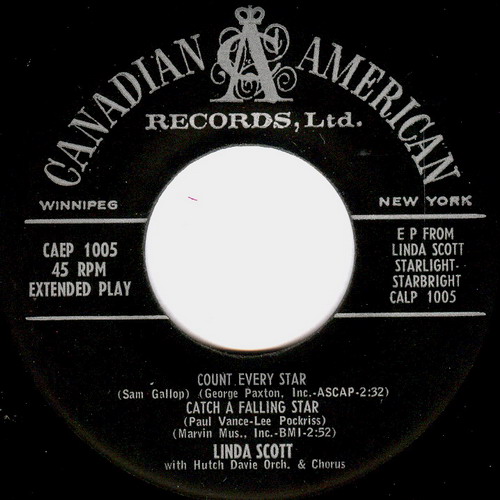 CANADIAN AMERICAN
RECORDS, Ltd.
WINNIPEG
NEW YORK
CAEP 1005
45 RPM
EXTENDED PLAY
E P FROM
LINDA SCOTT
STARLIGHT-
STARBRIGHT
CALP 1005
COUNT EVERY STAR
(Sam Gallop) (George Paxton, Inc.-ASCAP-2:32)
CATCH A FALLING STAR
(Paul Vance-Lee Pockriss)
(Marvin Mus., Inc.-BMI-2:52)
LINDA SCOTT
with Hutch Davie Orch. & Chorus